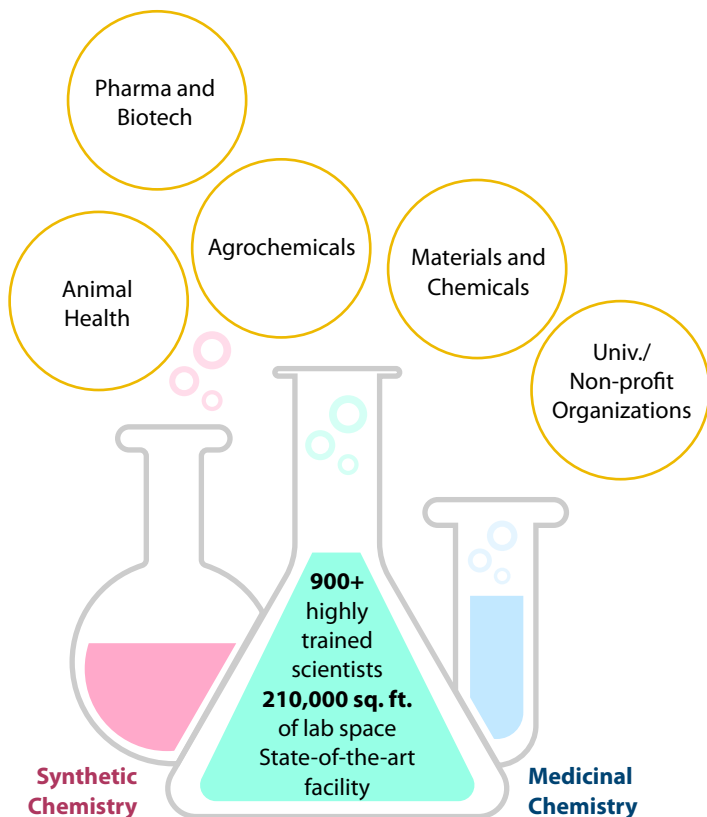 Pharma and
Biotech
Agrochemicals
Animal
Health
Materials and
Chemicals
Univ./
Non-profit
Organizations
900+
highly
trained
scientists
210,000 sq. ft.
of lab space
State-of-the-art
facility
Synthetic
Chemistry
Medicinal
Chemistry